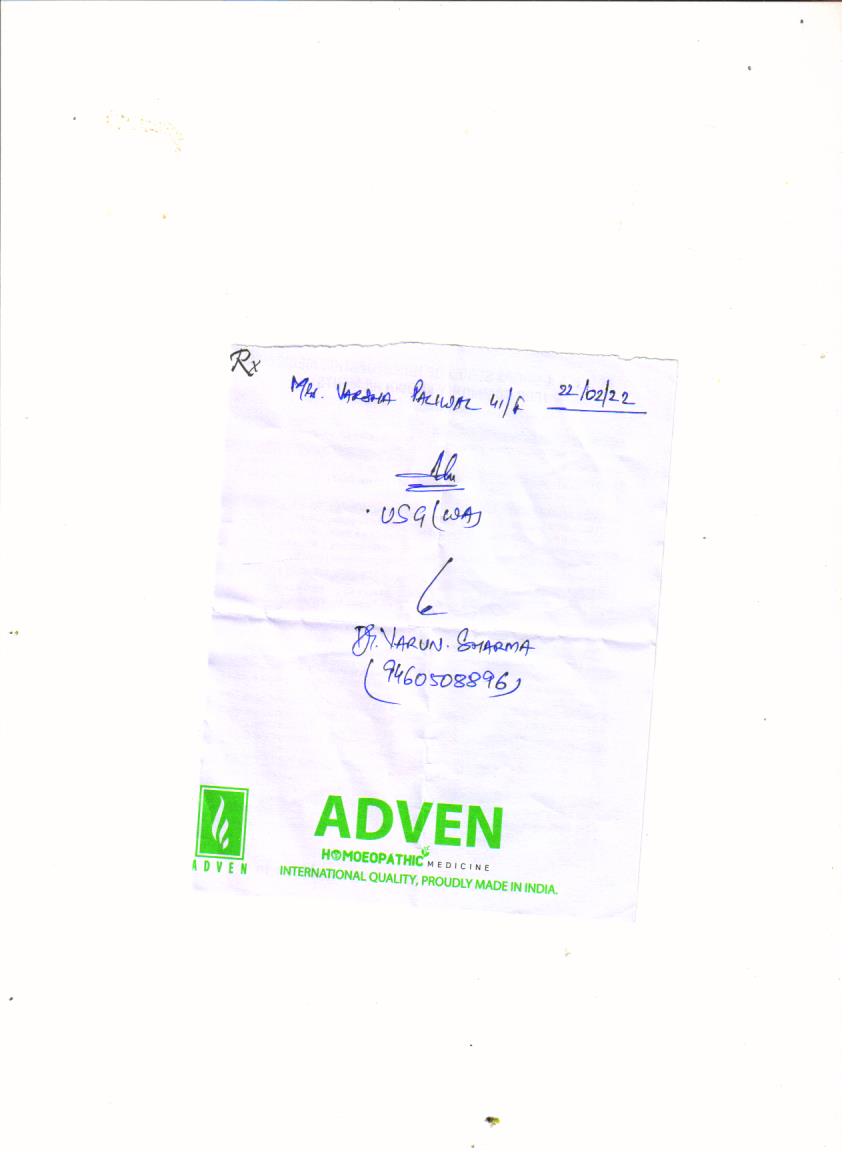 Rx
Mrs. VARSHA PALIWAL 41/F 22/02/22
Adv
· USG (WA)
Dr. VARUN. SHARMA
(9460508896)
ADVEN
ADVEN
HOMOEOPATHIC MEDICINE
INTERNATIONAL QUALITY, PROUDLY MADE IN INDIA.